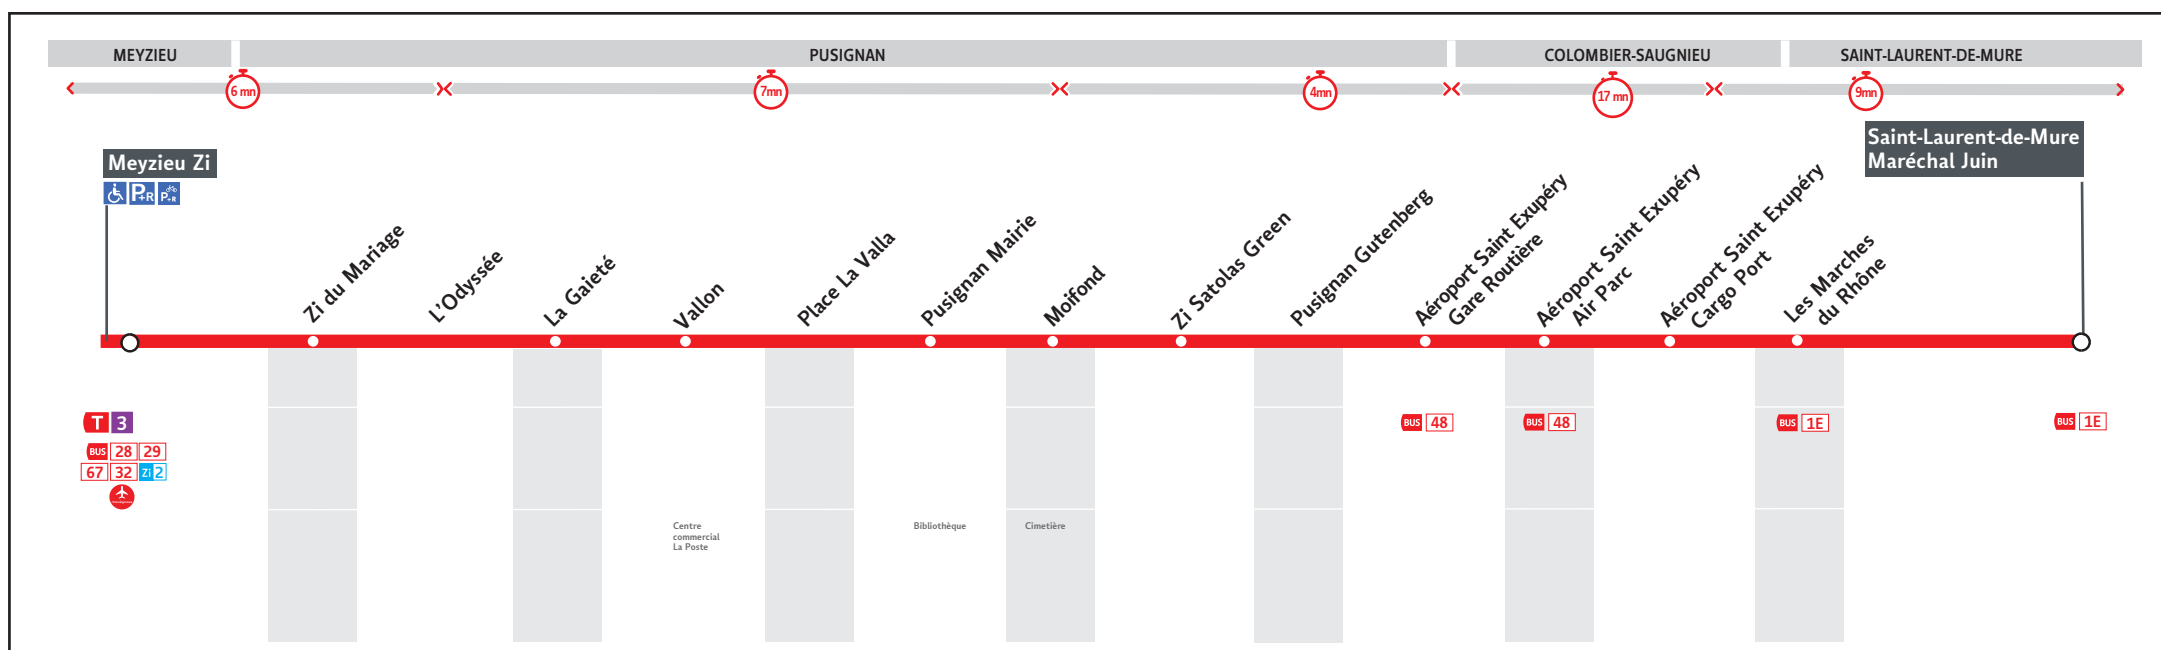 MEYZIEU
PUSIGNAN
COLOMBIER-SAUGNIEU
SAINT-LAURENT-DE-MURE
6 mn
7mn
4mn
17 mn
9mn
Meyzieu Zi
P+R
P+R
Saint-Laurent-de-Mure
Maréchal Juin
Zi du Mariage
L'Odyssée
La Gaieté
Vallon
Place La Valla
Pusignan Mairie
Moifond
Zi Satolas Green
Pusignan Gutenberg
Aéroport Saint Exupéry
Gare Routière
Aéroport Saint Exupéry
Air Parc
Aéroport Saint Exupéry
Cargo Port
Les Marches
du Rhône
T 3
BUS 28 29
67 32 Zi 2
BUS 48
BUS 48
BUS 1E
BUS 1E
Centre
commercial
La Poste
Bibliothèque
Cimetière